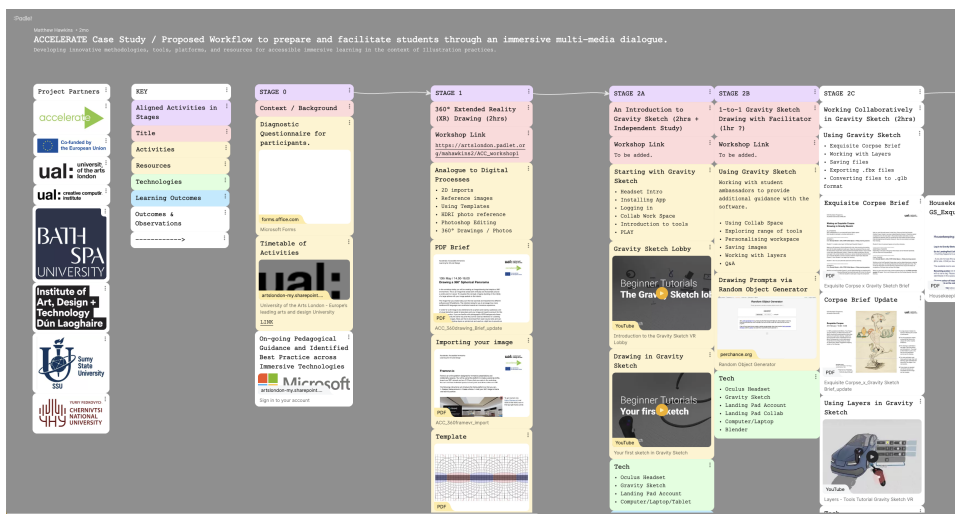 Padlet
Matthew Hawkins • 2mo
ACCELERATE Case Study / Proposed Workflow to prepare and facilitate students through an immersive multi-media dialogue.
Developing innovative methodologies, tools, platforms, and resources for accessible immersive learning in the context of Illustration practices.
Project Partners
accelerate
Co-funded by
the European Union
ual:
university
of the arts
london
ual:
creative computing
institute
BATH
SPA
UNIVERSITY
Institute of
Art, Design +
Technology
Dún Laoghaire
SSU
Sumy
State
University
YURIY FEDKOVYCH
CHERNIVTSI
NATIONAL
UNIVERSITY
KEY
Aligned Activities in
Stages
Title
Activities
Resources
Technologies
Learning Outcomes
Outcomes &
Observations
------------>
STAGE 0
Context / Background
Diagnostic
Questionnaire for
participants.
forms.office.com
Microsoft Forms
Timetable of
Activities
ual:
artslondon-my.sharepoint...
University of the Arts London - Europe's
leading arts and design University
LINK
On-going Pedagogical
Guidance and Identified
Best Practice across
Immersive Technologies
Microsoft
artslondon-my.sharepoint...
Sign in to your account
STAGE 1
360° Extended Reality
(XR) Drawing (2hrs)
Workshop Link
https://artslondon.padlet.or
g/mahawkins2/ACC_workshop1
Analogue to Digital
Processes
• 2D imports
• Reference images
• Using Templates
• HDRI photo reference
• Photoshop Editing
• 360° Drawings / Photos
PDF Brief
PDF
ACC_360drawing_Brief_update
Importing your image
PDF
ACC_360framevr_import
Template
PDF
STAGE 2A
An Introduction to
Gravity Sketch (2hrs +
Independent Study)
Workshop Link
To be added.
Starting with Gravity
Sketch
• Headset Intro
• Installing App
• Logging in
• Collab Work Space
• Introduction to tools
• PLAY
Gravity Sketch Lobby
Beginner Tutorials
The Gravity Sketch lob
YouTube
Introduction to the Gravity Sketch VR
Lobby
Drawing in Gravity
Sketch
Beginner Tutorials
Your first sketch
YouTube
Your first sketch in Gravity Sketch
Tech
• Oculus Headset
• Gravity Sketch
• Landing Pad Account
• Computer/Laptop/Tablet
STAGE 2B
1-to-1 Gravity Sketch
Drawing with Facilitator
(1hr ?)
Workshop Link
To be added.
Using Gravity Sketch
Working with student
ambassadors to provide
additional guidance with the
software.
• Using Collab Space
• Exploring range of tools
• Personalising workspace
• Saving images
• Working with layers
• Q&A
Drawing Prompts via
Random Object Generator
Random Object Generator
perchance.org
Random Object Generator
Tech
• Oculus Headset
• Gravity Sketch
• Landing Pad Account
• Landing Pad Collab
• Computer/Laptop
• Blender
STAGE 2C
Working Collaboratively
in Gravity Sketch (2hrs)
Using Gravity Sketch
• Exquisite Corpse Brief
• Working with Layers
• Saving files
• Exporting .fbx files
• Converting files to .glb
format
Exquisite Corpse Brief
PDF
Exquisite Corpse x Gravity Sketch Brief
Corpse Brief Update
PDF
Exquisite Corpse_x_Gravity Sketch
Brief_update
Using Layers in Gravity
Sketch
YouTube
Layers - Tools Tutorial Gravity Sketch VR
Tech
Houseke
GS_Exqu
PDF
Housekeepi